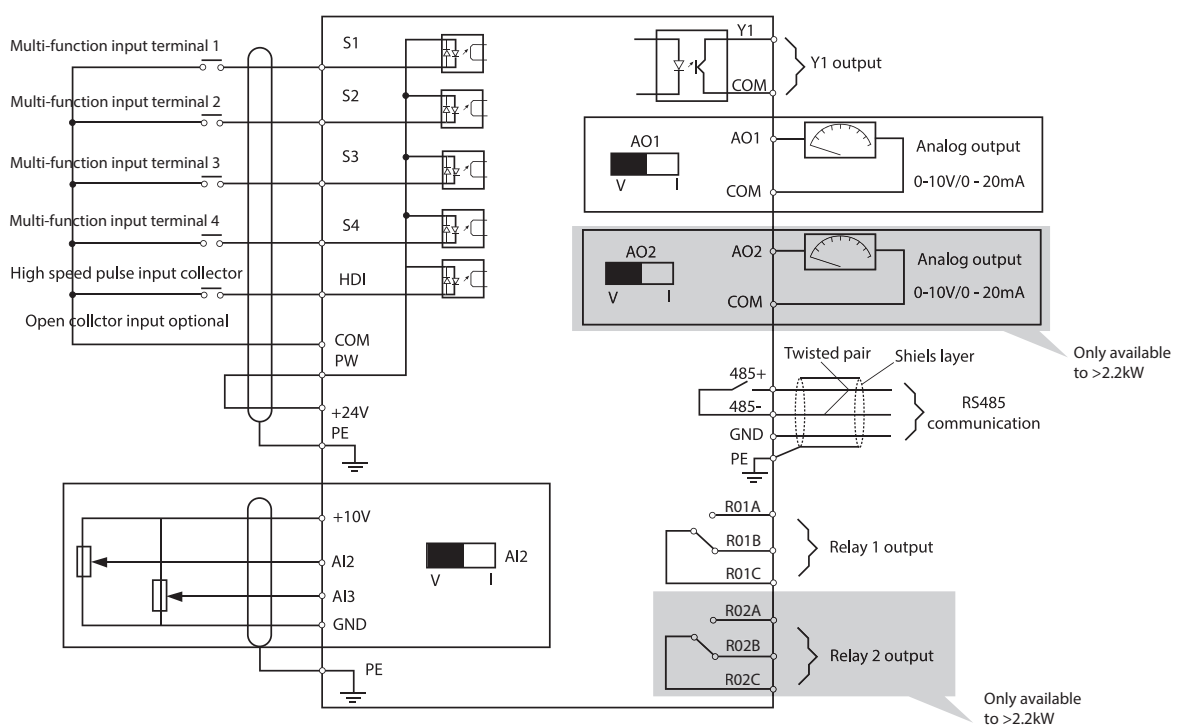 Multi-function input terminal 1
S1
Multi-function input terminal 2
S2
Multi-function input terminal 3
S3
Multi-function input terminal 4
S4
High speed pulse input collector
HDI
Open collctor input optional
COM
PW
+24V
PE
+10V
AI2
AI3
GND
V
I
AI2
PE
Y1
COM
Y1 output
AO1
V
I
AO1
COM
Analog output
0-10V/0 - 20mA
AO2
V
I
AO2
COM
Analog output
0-10V/0 - 20mA
Only available
to >2.2kW
Twisted pair
Shiels layer
485+
485-
GND
PE
RS485
communication
R01A
R01B
R01C
Relay 1 output
R02A
R02B
R02C
Relay 2 output
Only available
to >2.2kW